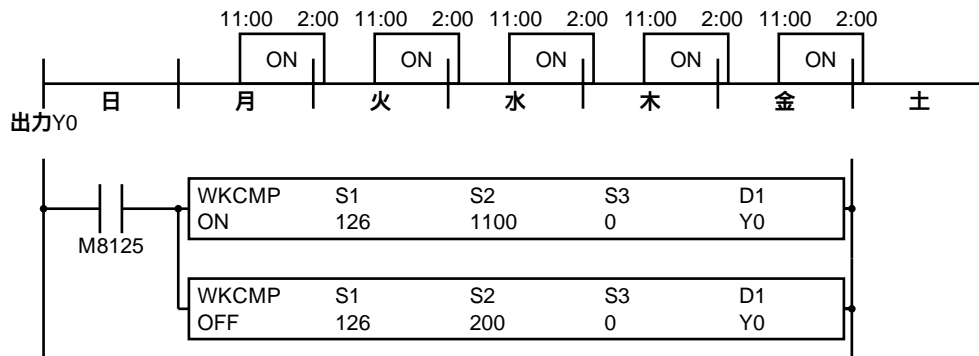 11:00 2:00 11:00 2:00 11:00 2:00 11:00 2:00 11:00 2:00
ON ON ON ON ON
日 月 火 水 木 金 土
出力Y0
WKCMP S1 S2 S3 D1
ON 126 1100 0 Y0
M8125
WKCMP S1 S2 S3 D1
OFF 126 200 0 Y0